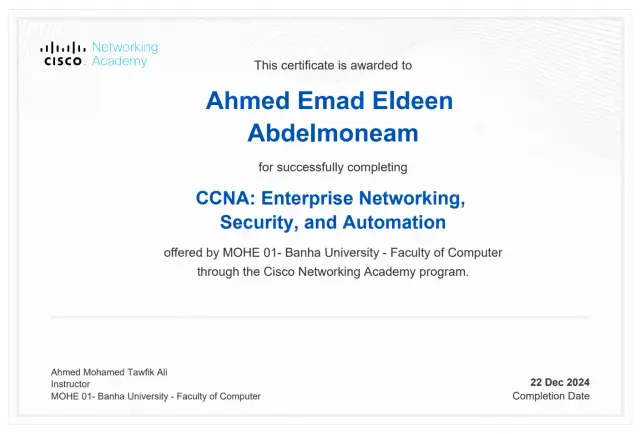 Networking
CISCO. Academy
This certificate is awarded to
Ahmed Emad Eldeen
Abdelmoneam
for successfully completing
CCNA: Enterprise Networking,
Security, and Automation
offered by MOHE 01- Banha University - Faculty of Computer
through the Cisco Networking Academy program.
Ahmed Mohamed Tawfik Ali
Instructor
MOHE 01- Banha University - Faculty of Computer
22 Dec 2024
Completion Date